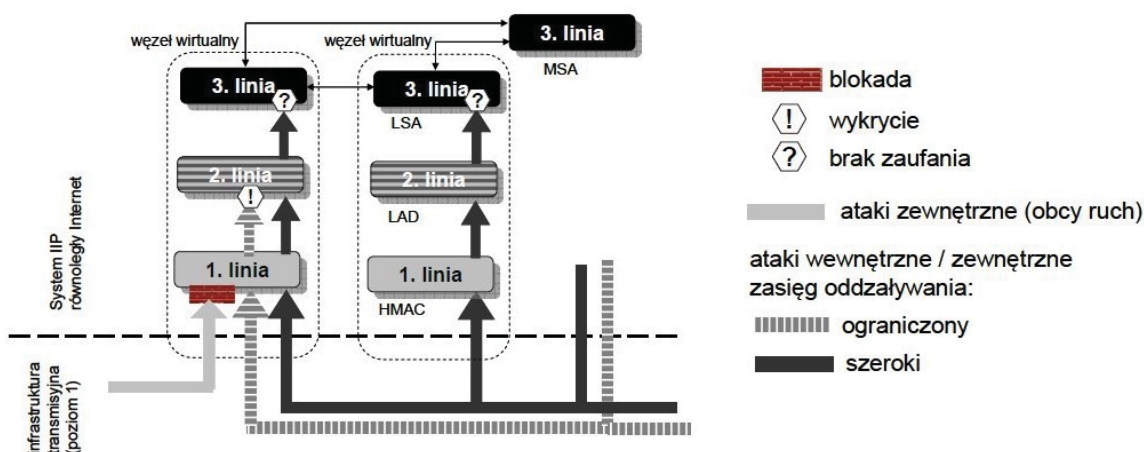 węzeł wirtualny
węzeł wirtualny
3. linia
MSA
3. linia
?
3. linia
?
LSA
2. linia
!
2. linia
LAD
1. linia
1. linia
HMAC
System IIP
równoległy Internet
infrastruktura
transmisyjna
(poziom 1)
blokada
! wykrycie
? brak zaufania
ataki zewnętrzne (obcy ruch)
ataki wewnętrzne / zewnętrzne
zasięg oddzaływania:
ograniczony
szeroki